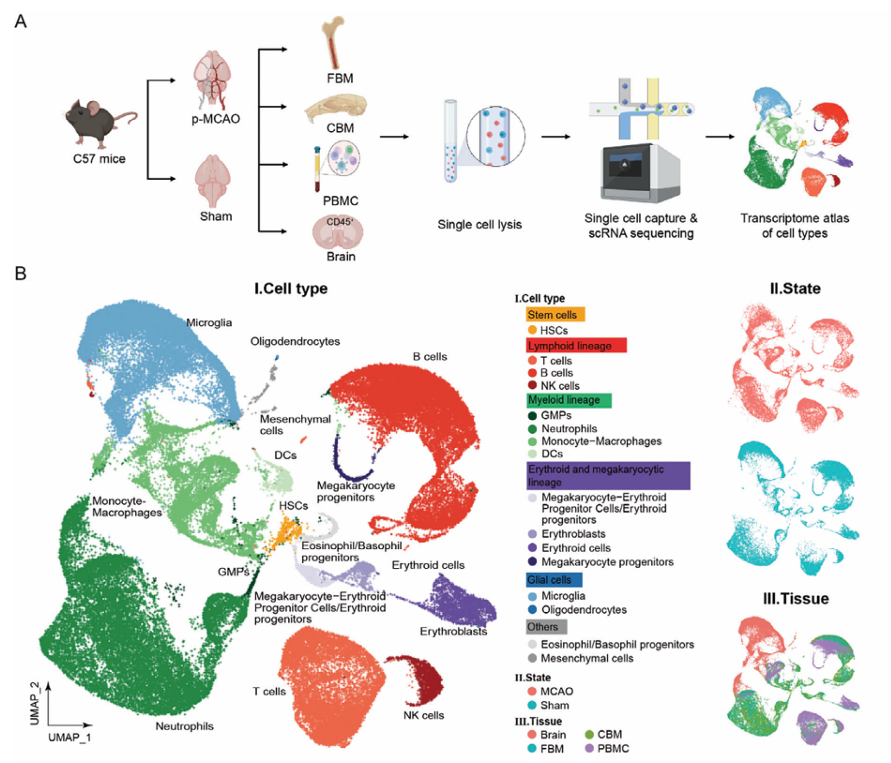 A
C57 mice
p-MCAO
Sham
FBM
CBM
PBMC
CD45+
Brain
Single cell lysis
Single cell capture &
scRNA sequencing
Transcriptome atlas
of cell types
B
I.Cell type
Microglia
Oligodendrocytes
B cells
Mesenchymal
cells
DCs
Megakaryocyte
progenitors
Monocyte-
Macrophages
HSCs
Eosinophil/Basophil
progenitors
GMPs
Erythroid cells
Megakaryocyte-Erythroid
Progenitor Cells/Erythroid
progenitors
Erythroblasts
T cells
NK cells
Neutrophils
UMAP_2
UMAP_1
I.Cell type
Stem cells
HSCs
Lymphoid lineage
T cells
B cells
NK cells
Myeloid lineage
GMPs
Neutrophils
Monocyte-Macrophages
DCs
Erythroid and megakaryocytic
lineage
Megakaryocyte-Erythroid
Progenitor Cells/Erythroid
progenitors
Erythroblasts
Erythroid cells
Megakaryocyte progenitors
Glial cells
Microglia
Oligodendrocytes
Others
Eosinophil/Basophil progenitors
Mesenchymal cells
II.State
MCAO
Sham
III.Tissue
Brain CBM
FBM PBMC
II.State
III.Tissue